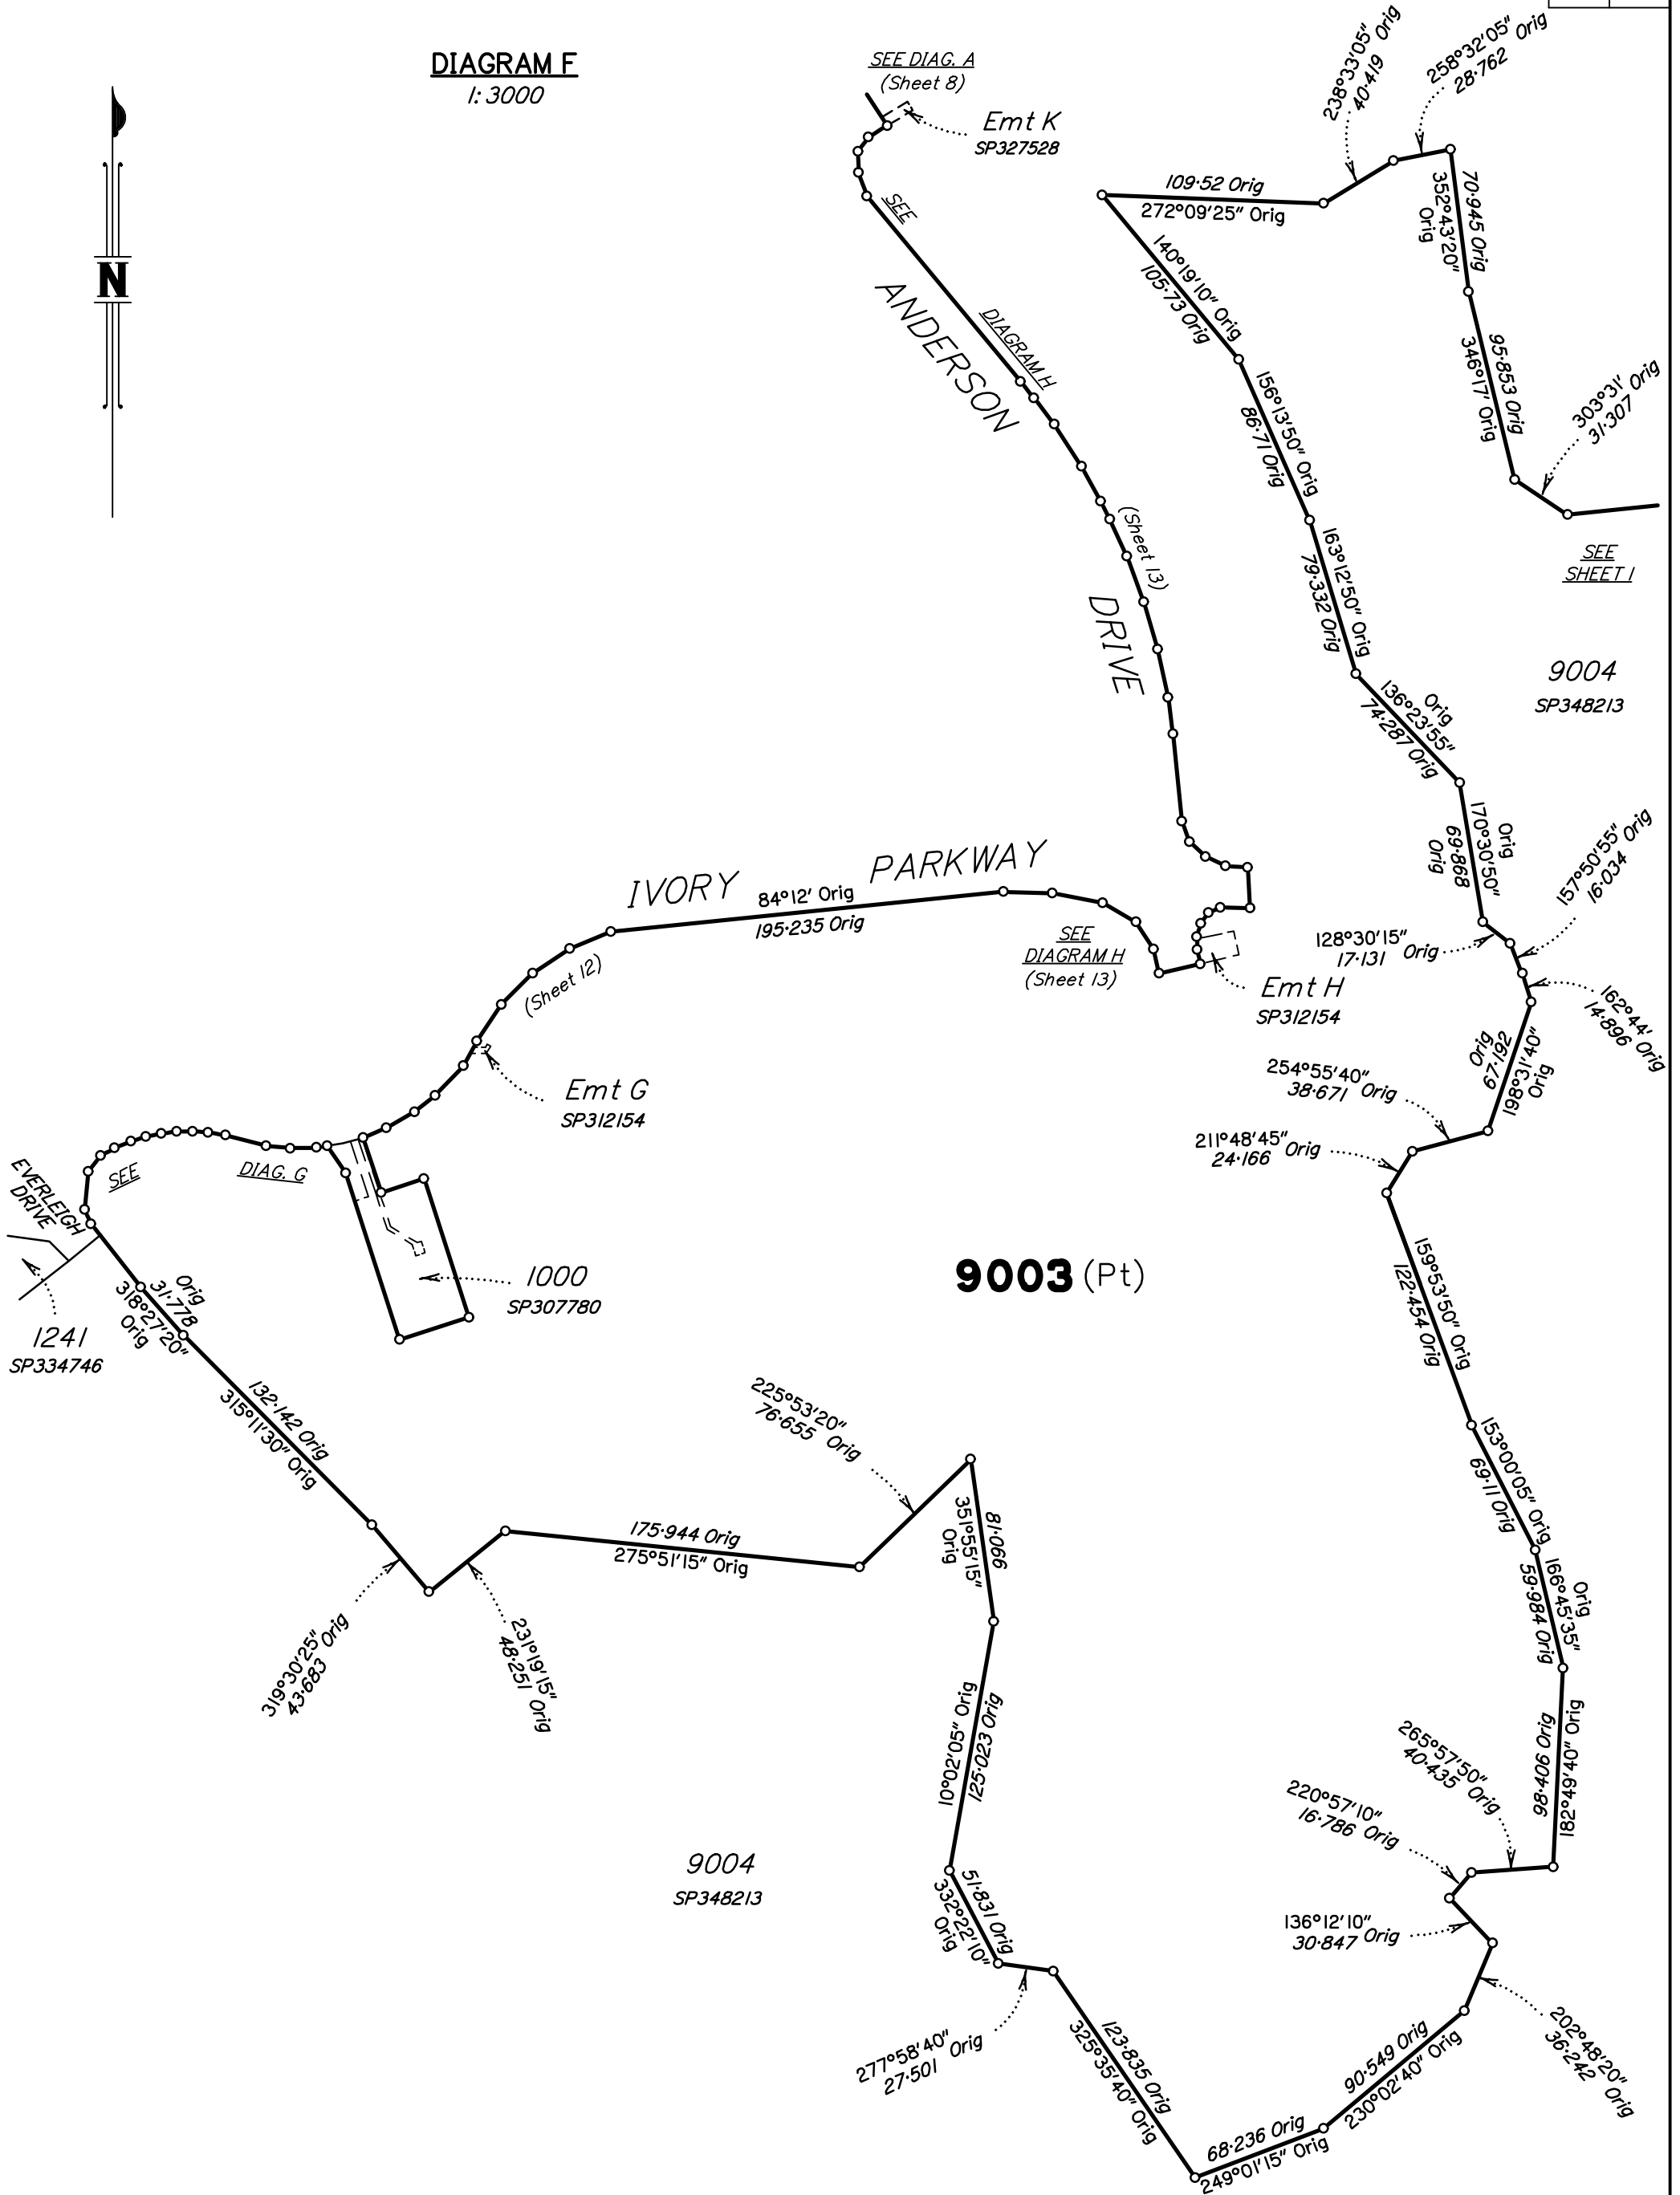 DIAGRAM F
1:3000
N
SEE DIAG. A
(Sheet 8)
Emt K
SP327528
238°33'05" Orig
40·419
258°32'05" Orig
28·762
109·52 Orig
272°09'25" Orig
70·945 Orig
352°43'20"
Orig
95·853 Orig
346°17' Orig
303°31' Orig
31·307
SEE
SHEET 1
SEE
DIAGRAM H
(Sheet 13)
ANDERSON
DRIVE
140°19'10" Orig
105·73 Orig
156°13'50" Orig
86·71 Orig
163°12'50" Orig
79·332 Orig
9004
SP348213
Orig
136°23'55"
74·287 Orig
Orig
170°30'50"
69·868
Orig
157°50'55" Orig
16·034
128°30'15"
17·131 Orig
162°44'
14·896 Orig
Orig
67·192
198°31'40"
Orig
254°55'40"
38·671 Orig
211°48'45"
24·166 Orig
IVORY PARKWAY
84°12' Orig
195·235 Orig
(Sheet 12)
SEE
DIAGRAM H
(Sheet 13)
Emt H
SP312154
Emt G
SP312154
SEE
DIAG. G
EVERLEIGH
DRIVE
1241
SP334746
1000
SP307780
9003 (Pt)
Orig
31·778
318°27'20"
Orig
132·142 Orig
315°11'30" Orig
159°53'50" Orig
122·454 Orig
153°00'05" Orig
69·11 Orig
Orig
166°45'35"
59·984 Orig
225°53'20"
76·655 Orig
175·944 Orig
275°51'15" Orig
319°30'25" Orig
43·683
231°19'15"
48·251 Orig
81·066
351°55'15"
Orig
10°02'05" Orig
125·023 Orig
98·406 Orig
182°49'40" Orig
265°57'50"
40·435 Orig
220°57'10"
16·786 Orig
136°12'10"
30·847 Orig
9004
SP348213
51·831 Orig
332°22'10"
Orig
277°58'40" Orig
27·501
123·835 Orig
325°35'40" Orig
202°48'20"
36·242 Orig
90·549 Orig
230°02'40" Orig
68·236 Orig
249°01'15" Orig